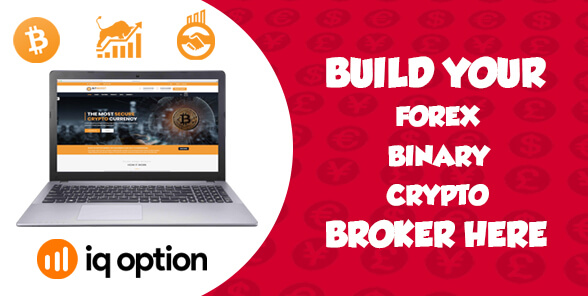 THE MOST SECURE
CRYPTO CURRENCY
iq option
BUILD YOUR
FOREX
BINARY
CRYPTO
BROKER HERE